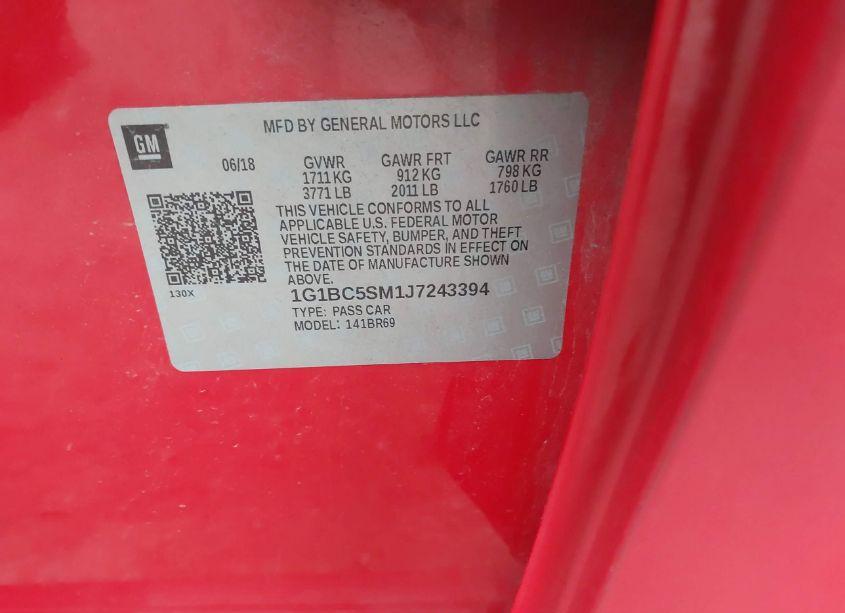 GM
MFD BY GENERAL MOTORS LLC
06/18 GVWR GAWR FRT GAWR RR
1711 KG 912 KG 798 KG
3771 LB 2011 LB 1760 LB
THIS VEHICLE CONFORMS TO ALL
APPLICABLE U.S. FEDERAL MOTOR
VEHICLE SAFETY, BUMPER, AND THEFT
PREVENTION STANDARDS IN EFFECT ON
THE DATE OF MANUFACTURE SHOWN
ABOVE.
130X
1G1BC5SM1J7243394
TYPE: PASS CAR
MODEL: 141BR69